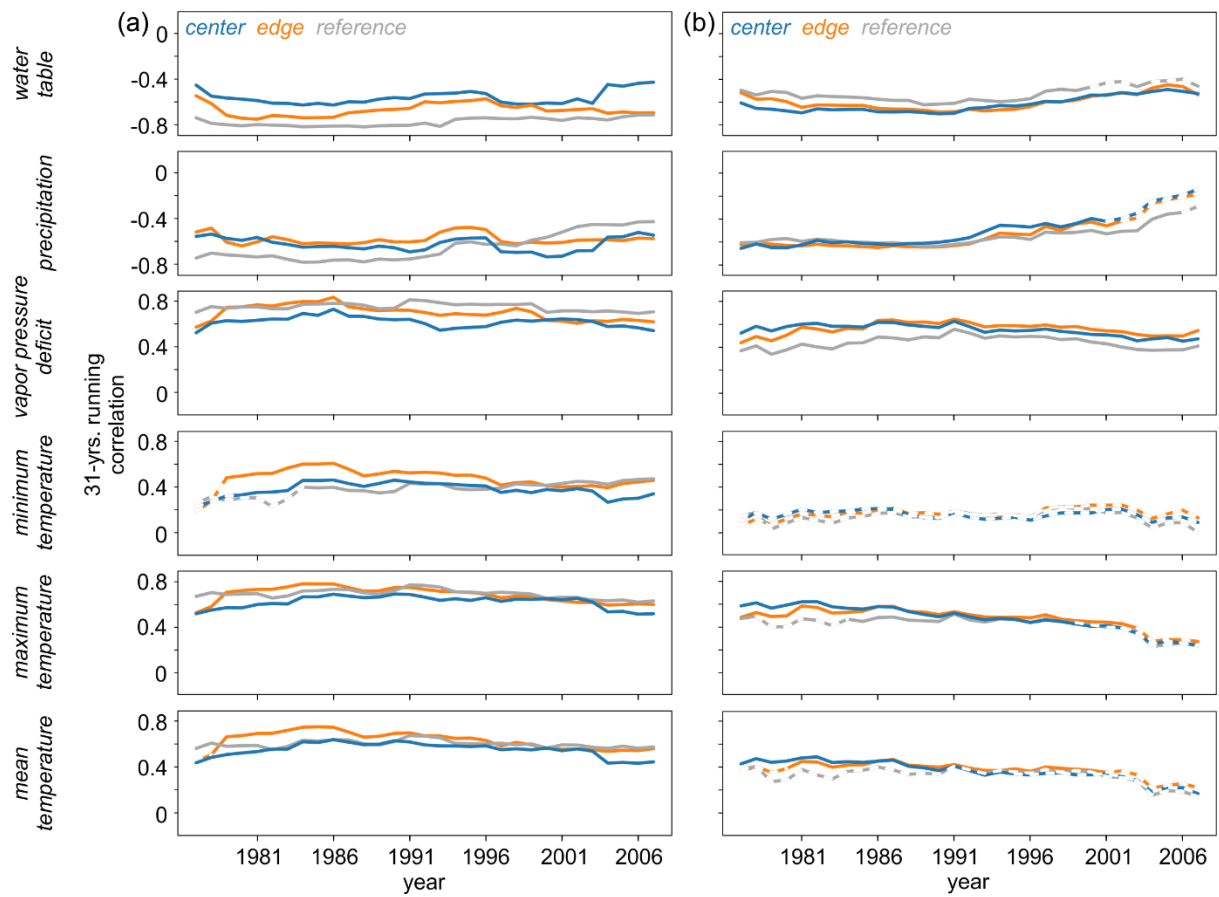 (a) center edge reference
(b) center edge reference
water
table
0
-0.4
-0.8
precipitation
0
-0.4
-0.8
vapor pressure
deficit
0.8
0.4
0
31-yrs. running
correlation
minimum
temperature
0.8
0.4
0
maximum
temperature
0.8
0.4
0
mean
temperature
0.8
0.4
0
1981 1986 1991 1996 2001 2006
year
1981 1986 1991 1996 2001 2006
year